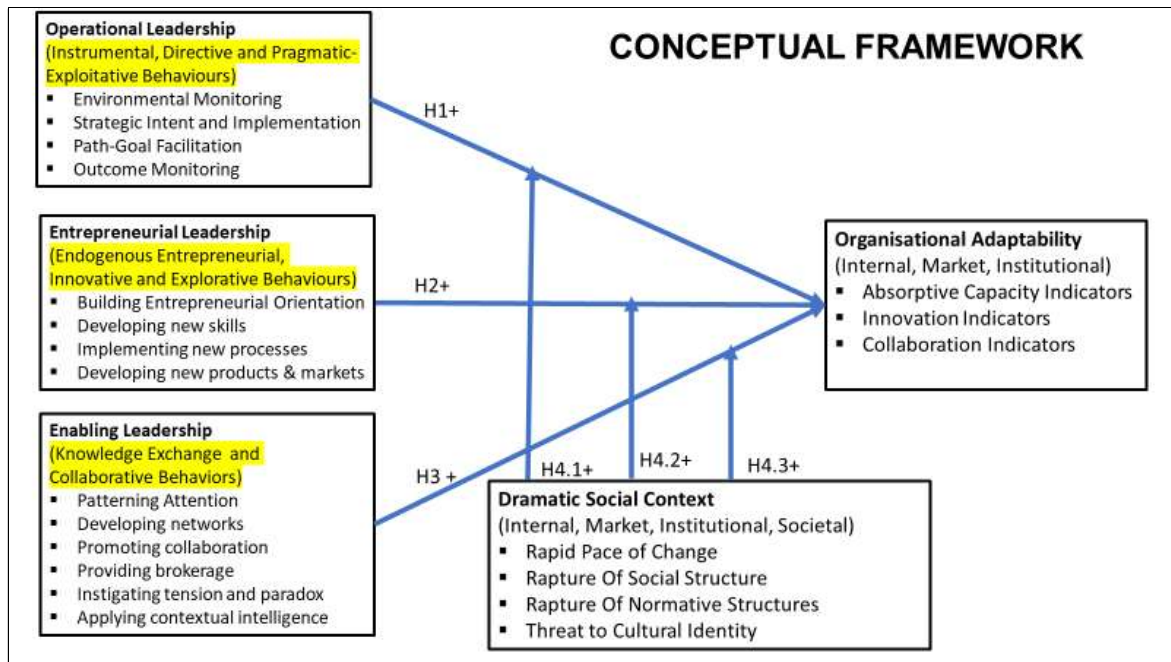 CONCEPTUAL FRAMEWORK
Operational Leadership
(Instrumental, Directive and Pragmatic-
Exploitative Behaviours)
▪ Environmental Monitoring
▪ Strategic Intent and Implementation
▪ Path-Goal Facilitation
▪ Outcome Monitoring
H1+
Entrepreneurial Leadership
(Endogenous Entrepreneurial,
Innovative and Explorative Behaviours)
▪ Building Entrepreneurial Orientation
▪ Developing new skills
▪ Implementing new processes
▪ Developing new products & markets
H2+
Organisational Adaptability
(Internal, Market, Institutional)
▪ Absorptive Capacity Indicators
▪ Innovation Indicators
▪ Collaboration Indicators
Enabling Leadership
(Knowledge Exchange and
Collaborative Behaviors)
▪ Patterning Attention
▪ Developing networks
▪ Promoting collaboration
▪ Providing brokerage
▪ Instigating tension and paradox
▪ Applying contextual intelligence
H3 +
H4.1+
H4.2+
H4.3+
Dramatic Social Context
(Internal, Market, Institutional, Societal)
▪ Rapid Pace of Change
▪ Rapture Of Social Structure
▪ Rapture Of Normative Structures
▪ Threat to Cultural Identity